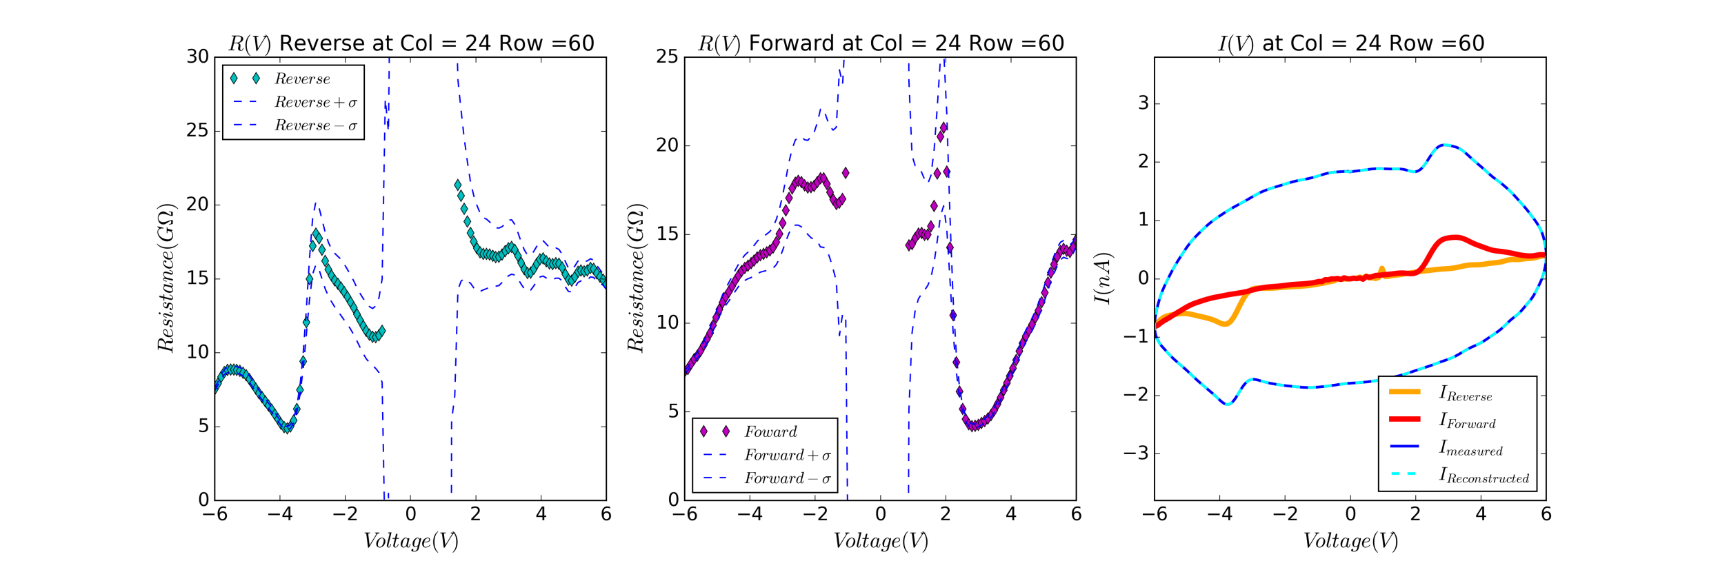 R(V) Reverse at Col = 24 Row =60
30
25
20
15
10
5
0
Resistance(GΩ)
Reverse
Reverse + σ
Reverse − σ
−6 −4 −2 0 2 4 6
Voltage(V)
R(V) Forward at Col = 24 Row =60
25
20
15
10
5
0
Resistance(GΩ)
Foward
Forward + σ
Forward − σ
−6 −4 −2 0 2 4 6
Voltage(V)
I(V) at Col = 24 Row =60
3
2
1
0
−1
−2
−3
I(nA)
I_Reverse
I_Forward
I_measured
I_Reconstructed
−6 −4 −2 0 2 4 6
Voltage(V)